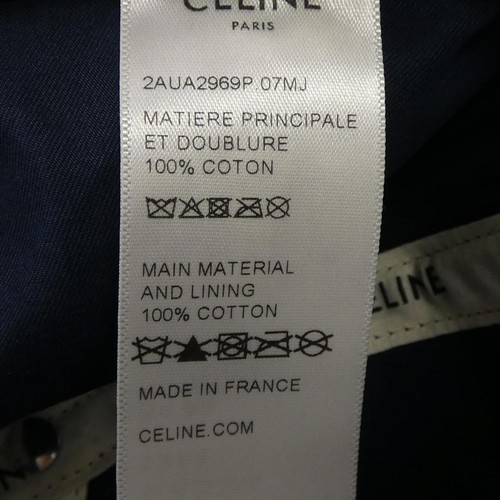 CELINE
PARIS
2AUA2969P.07MJ
MATIERE PRINCIPALE
ET DOUBLURE
100% COTON
MAIN MATERIAL
AND LINING
100% COTTON
MADE IN FRANCE
CELINE.COM
ELINE